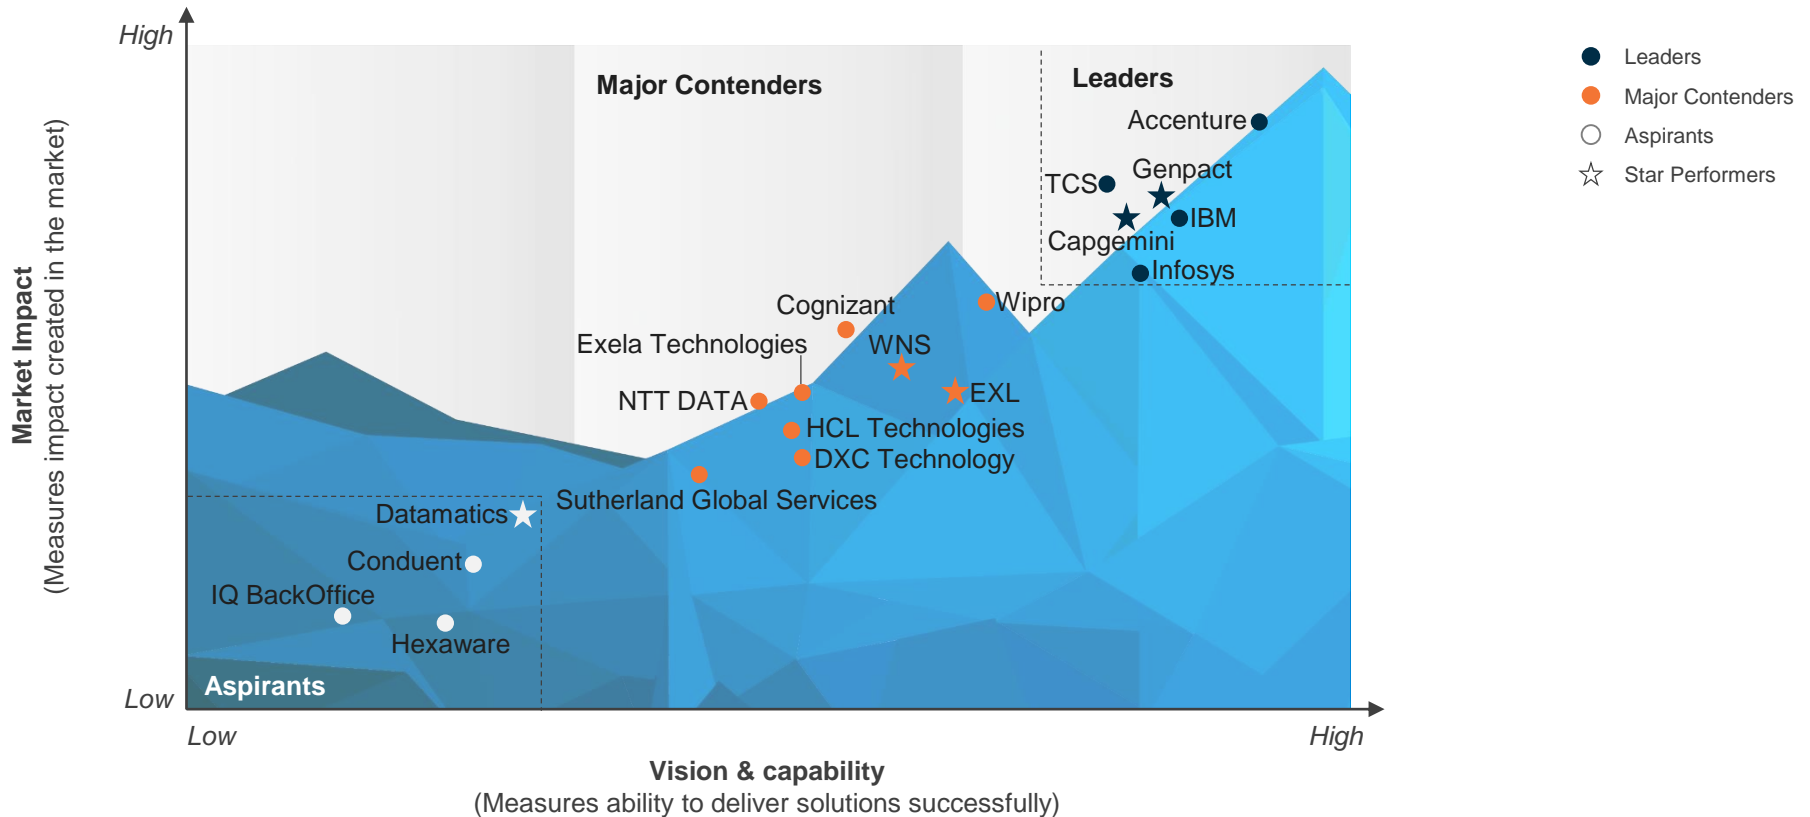 High
Major Contenders
Leaders
Accenture
Genpact
TCS
IBM
Capgemini
Infosys
Wipro
Cognizant
Exela Technologies
WNS
EXL
NTT DATA
HCL Technologies
DXC Technology
Sutherland Global Services
Datamatics
Conduent
IQ BackOffice
Hexaware
Aspirants
Low
Market Impact
(Measures impact created in the market)
Low
High
Vision & capability
(Measures ability to deliver solutions successfully)
Leaders
Major Contenders
Aspirants
Star Performers